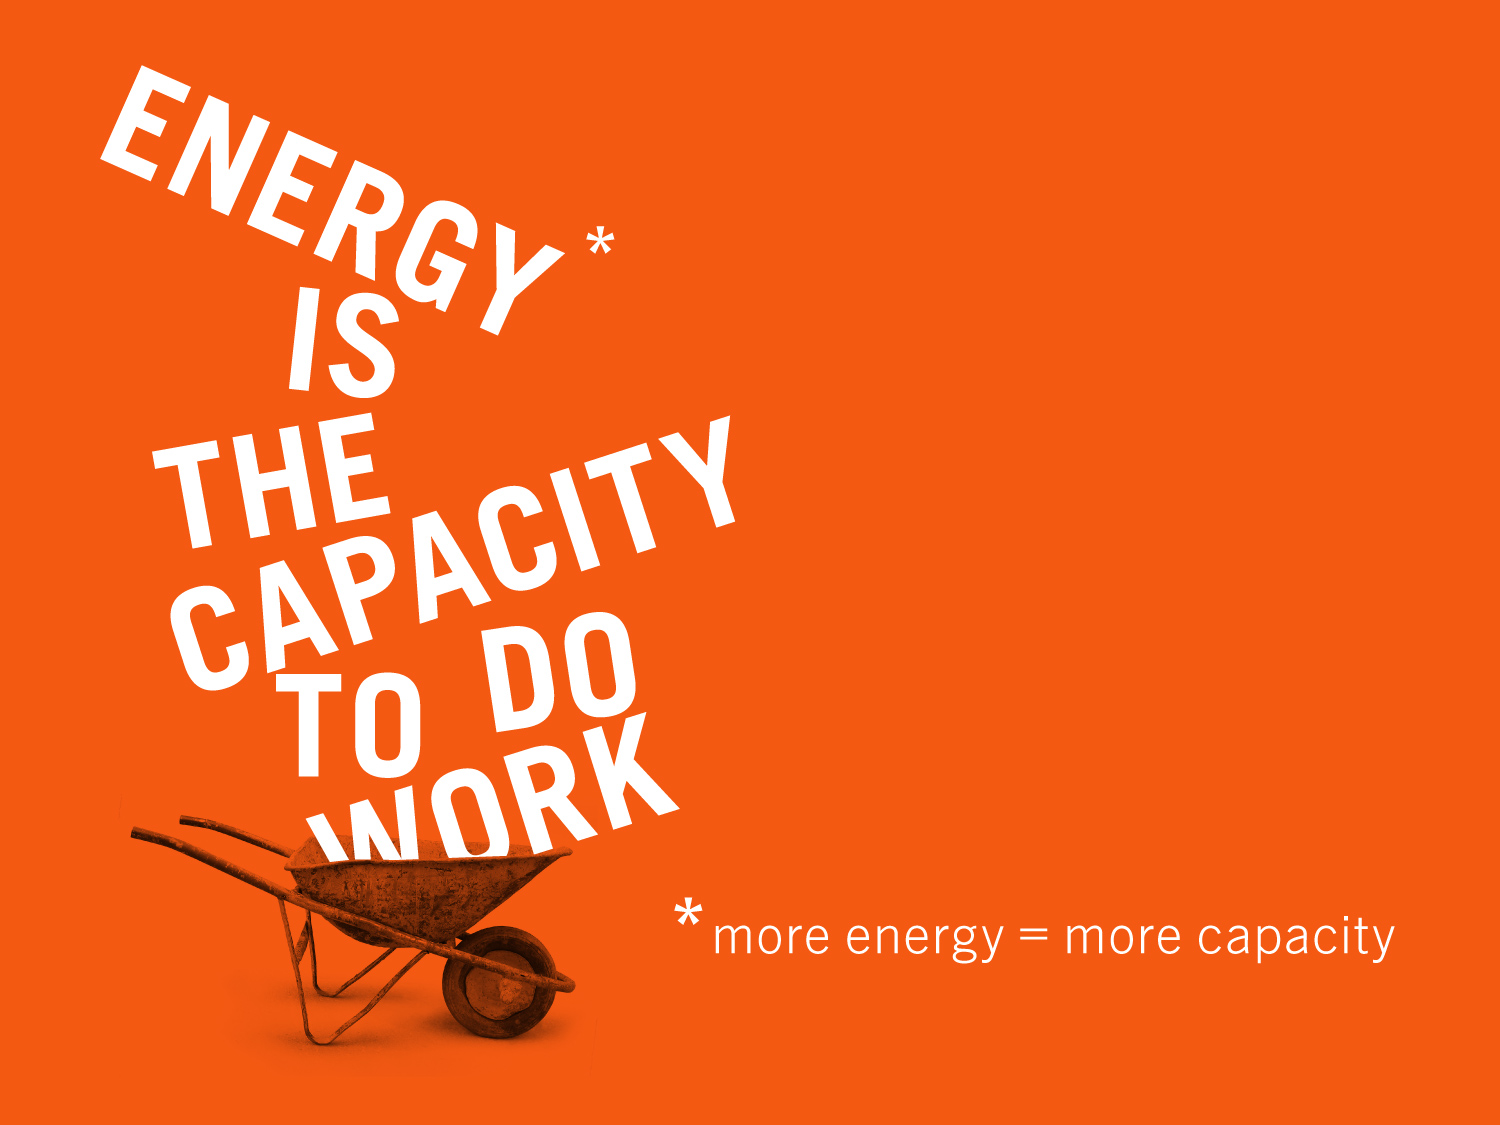 ENERGY*
IS
THE
CAPACITY
TO DO
WORK
*more energy = more capacity